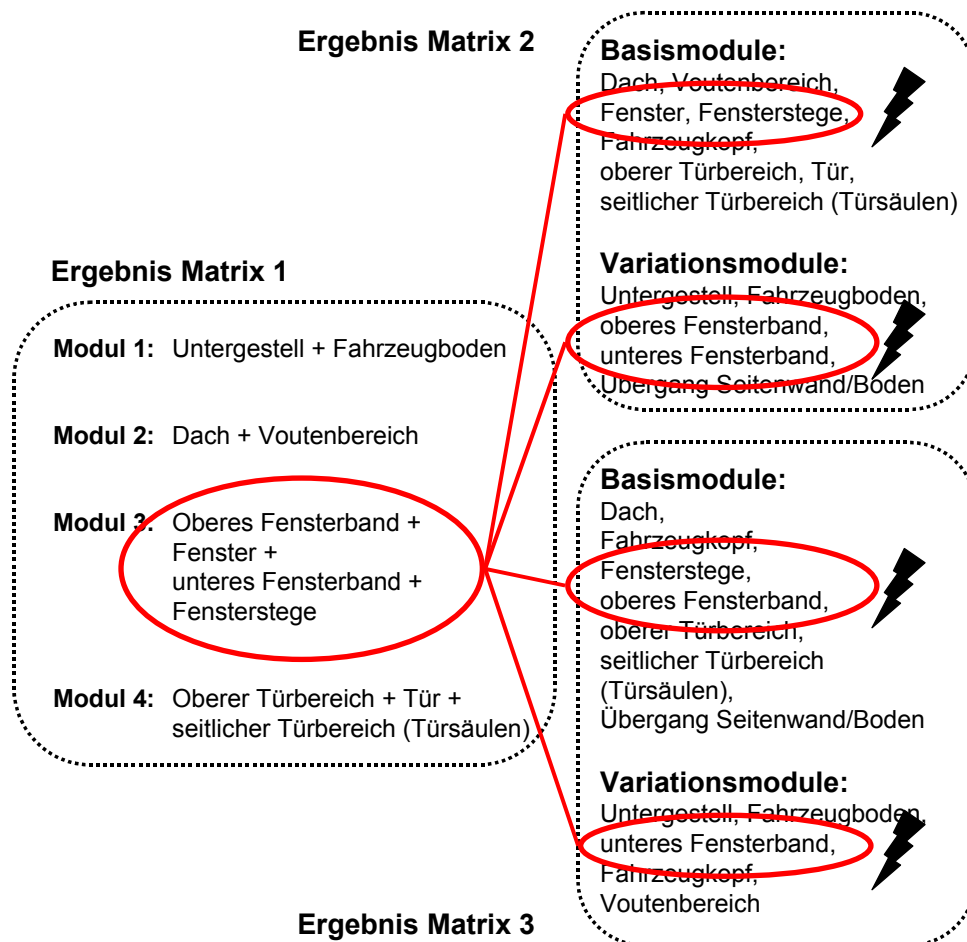 Ergebnis Matrix 2
Basismodule:
Dach, Voutenbereich,
Fenster, Fensterstege,
Fahrzeugkopf,
oberer Türbereich, Tür,
seitlicher Türbereich (Türsäulen)
Variationsmodule:
Untergestell, Fahrzeugboden,
oberes Fensterband,
unteres Fensterband,
Übergang Seitenwand/Boden
Ergebnis Matrix 1
Modul 1: Untergestell + Fahrzeugboden
Modul 2: Dach + Voutenbereich
Modul 3: Oberes Fensterband +
Fenster +
unteres Fensterband +
Fensterstege
Modul 4: Oberer Türbereich + Tür +
seitlicher Türbereich (Türsäulen)
Basismodule:
Dach,
Fahrzeugkopf,
Fensterstege,
oberes Fensterband,
oberer Türbereich,
seitlicher Türbereich
(Türsäulen),
Übergang Seitenwand/Boden
Variationsmodule:
Untergestell, Fahrzeugboden,
unteres Fensterband,
Fahrzeugkopf,
Voutenbereich
Ergebnis Matrix 3